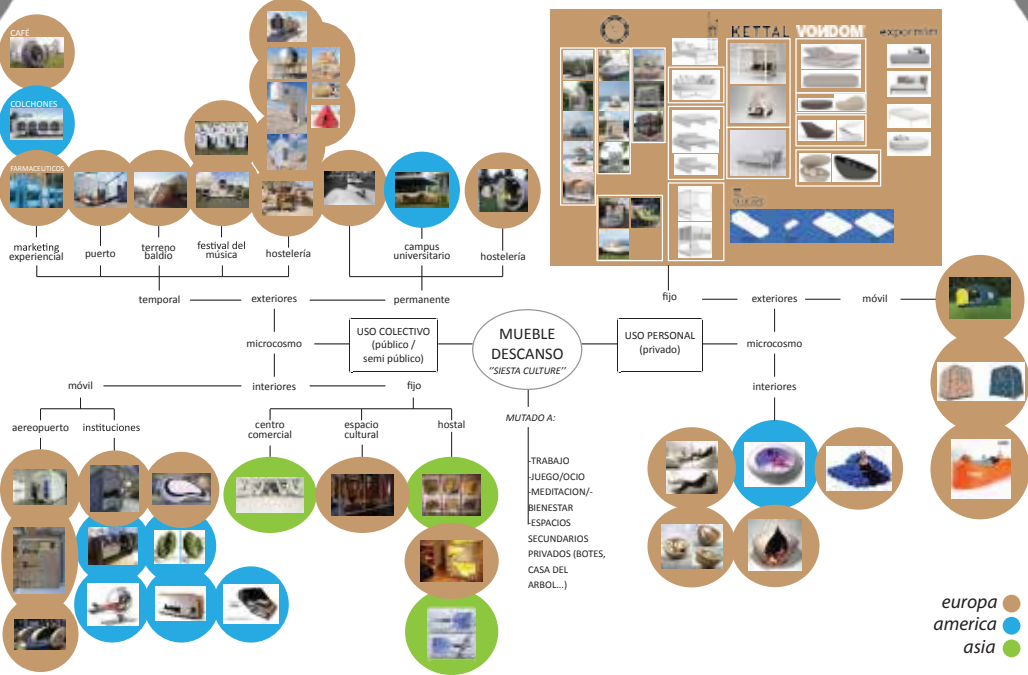 CAFÉ
COLCHONES
FARMACEUTICOS
KETTAL
VONDOM
expormim
marketing
experiencial
puerto
terreno
baldío
festival del
música
hostelería
campus
universitario
hostelería
temporal
exteriores
permanente
fijo
exteriores
móvil
USO COLECTIVO
(público /
semi público)
MUEBLE
DESCANSO
"SIESTA CULTURE"
USO PERSONAL
(privado)
microcosmo
microcosmo
móvil
interiores
fijo
interiores
aereopuerto
instituciones
centro
comercial
espacio
cultural
hostal
MUTADO A:
-TRABAJO
-JUEGO/OCIO
-MEDITACION/-
BIENESTAR
-ESPACIOS
SECUNDARIOS
PRIVADOS (BOTES,
CASA DEL
ARBOL...)
europa
america
asia